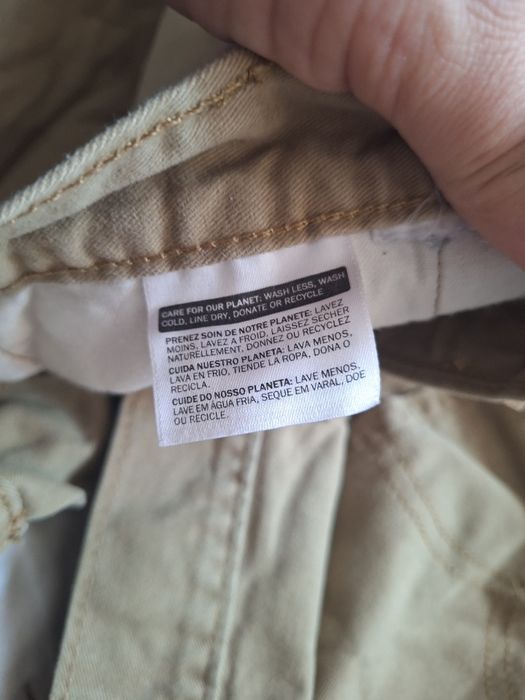 CARE FOR OUR PLANET: WASH LESS, WASH
COLD, LINE DRY, DONATE OR RECYCLE
PRENEZ SOIN DE NOTRE PLANETE: LAVEZ
MOINS, LAVEZ A FROID, LAISSEZ SÉCHER
NATURELLEMENT, DONNEZ OU RECYCLEZ
CUIDA NUESTRO PLANETA: LAVA MENOS,
LAVA EN FRIO, TIENDE LA ROPA, DONA O
RECICLA.
CUIDE DO NOSSO PLANETA: LAVE MENOS,
LAVE EM ÁGUA FRIA, SEQUE EM VARAL, DOE
OU RECICLE.